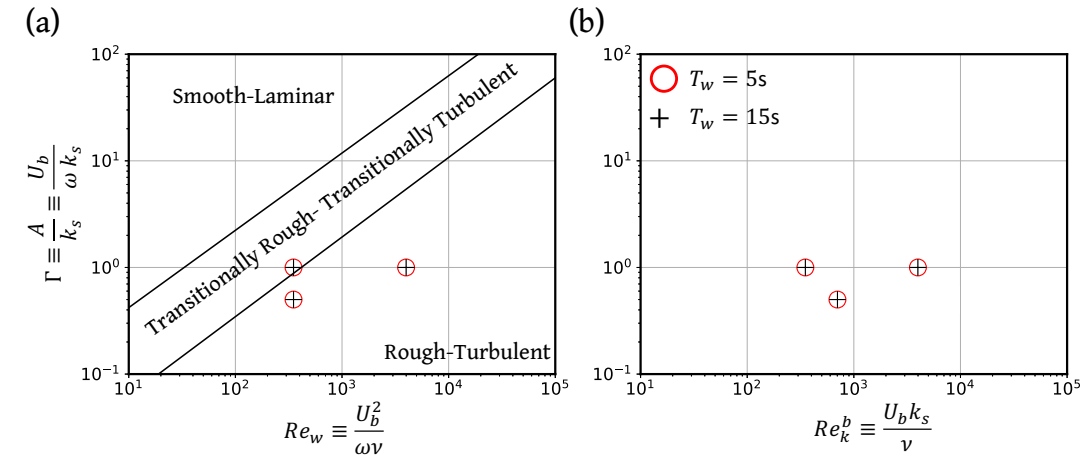 (a)
Γ ≡ A/k_s ≡ U_b/(ω k_s)
10^2
10^1
10^0
10^-1
10^1
10^2
10^3
10^4
10^5
Smooth-Laminar
Transitionally Rough- Transitionally Turbulent
Rough-Turbulent
Re_w ≡ U_b^2/(ων)
(b)
10^2
10^1
10^0
10^-1
10^1
10^2
10^3
10^4
10^5
T_w = 5s
T_w = 15s
Re_k^b ≡ U_b k_s/ν